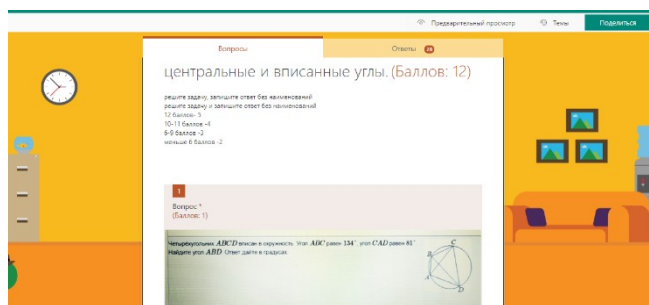 Предварительный просмотр Темы Поделиться
Вопросы Ответы 28
центральные и вписанные углы. (Баллов: 12)
решите задачу, запишите ответ без наименований
решите задачу и запишите ответ без наименований
12 баллов- 5
10-11 баллов -4
6-9 баллов -3
меньше 6 баллов -2
1
Вопрос *
(Баллов: 1)
Четырёхугольник ABCD вписан в окружность. Угол ABC равен 134°, угол CAD равен 81°
Найдите угол ABD. Ответ дайте в градусах.
B C
A D